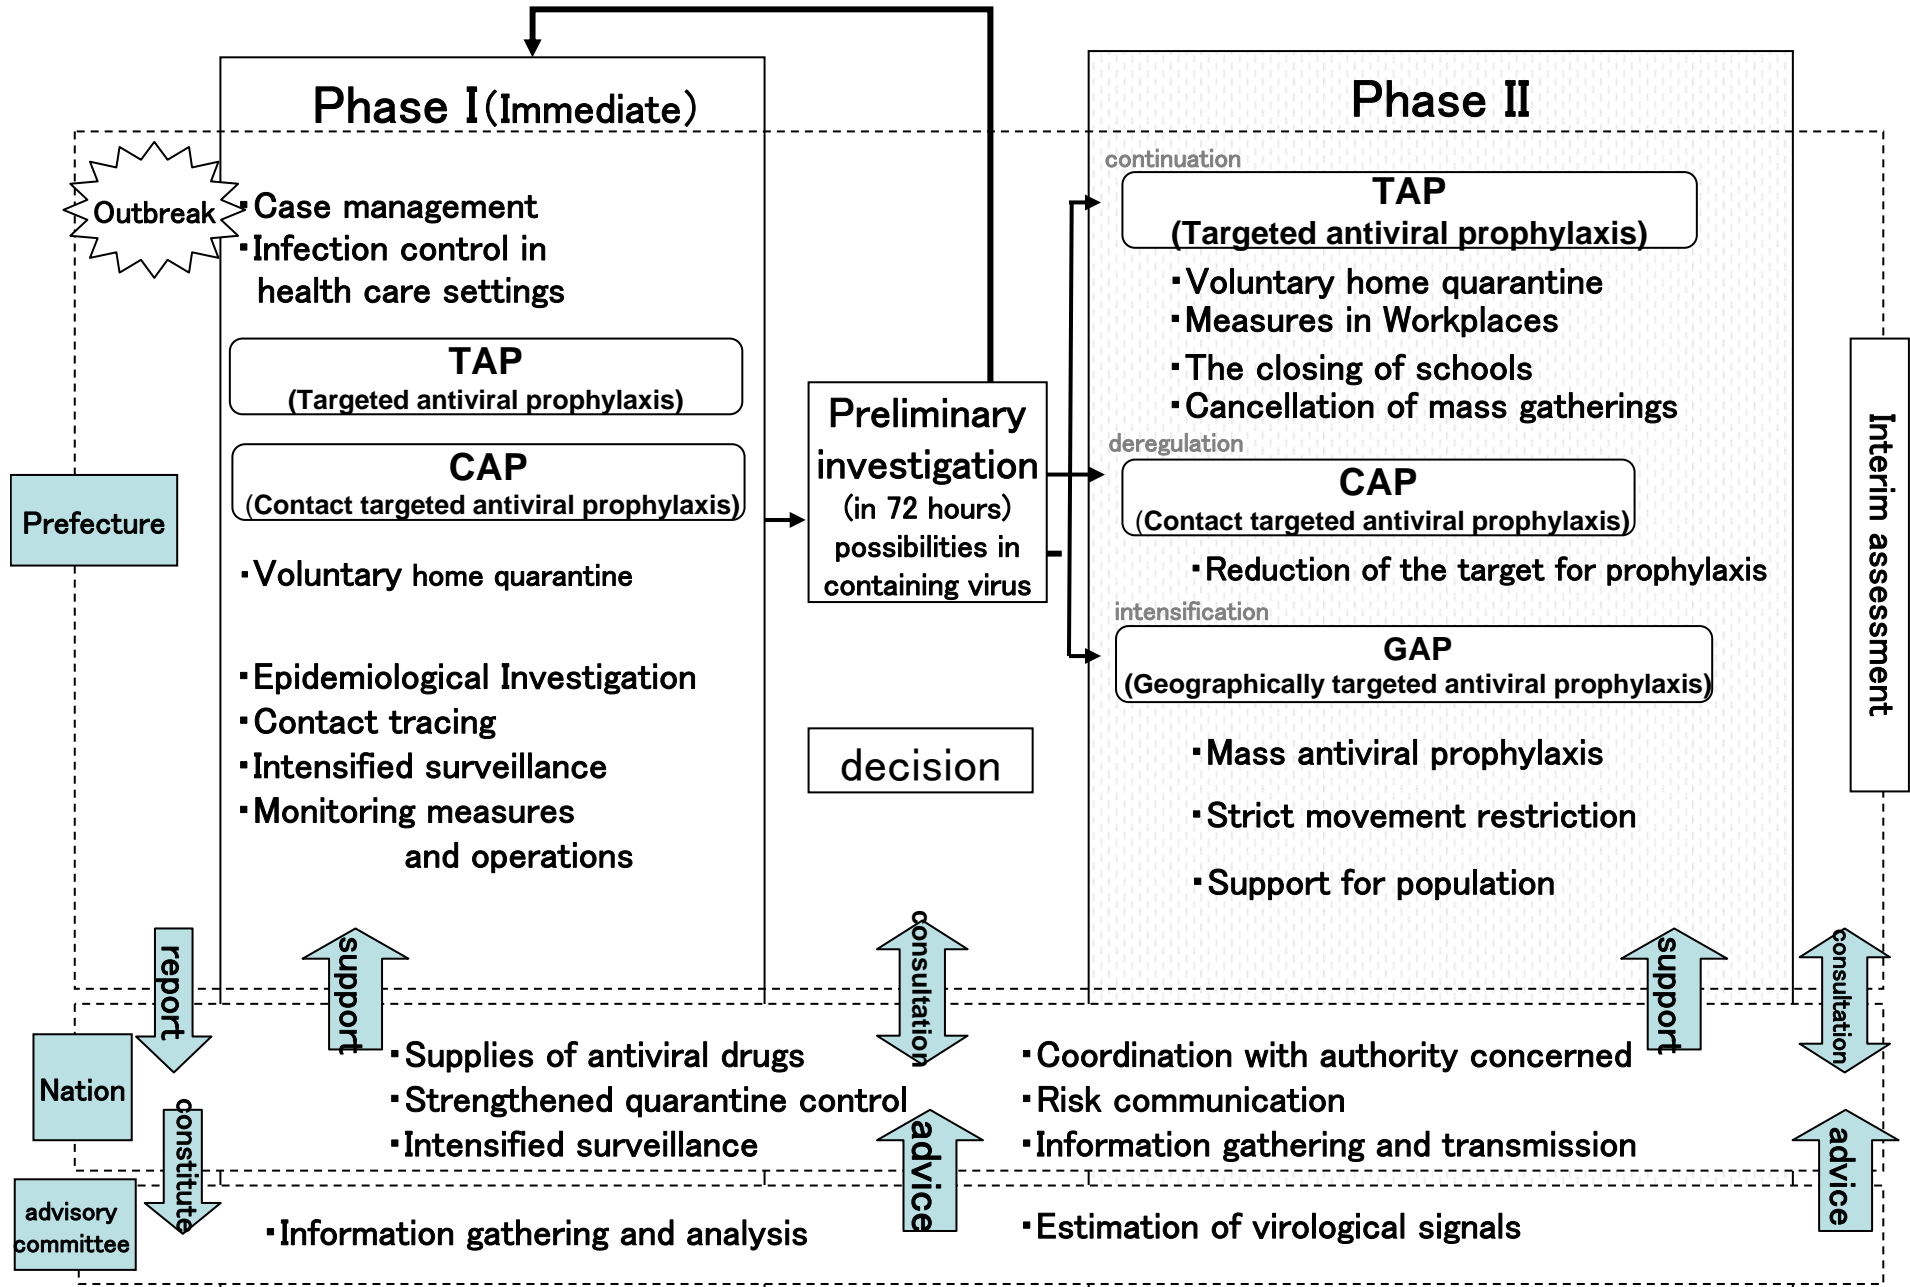 Phase I(Immediate)
Outbreak
・Case management
・Infection control in
health care settings
TAP
(Targeted antiviral prophylaxis)
CAP
(Contact targeted antiviral prophylaxis)
・Voluntary home quarantine
・Epidemiological Investigation
・Contact tracing
・Intensified surveillance
・Monitoring measures
and operations
Prefecture
Preliminary
investigation
(in 72 hours)
possibilities in
containing virus
decision
Phase II
continuation
TAP
(Targeted antiviral prophylaxis)
・Voluntary home quarantine
・Measures in Workplaces
・The closing of schools
・Cancellation of mass gatherings
deregulation
CAP
(Contact targeted antiviral prophylaxis)
・Reduction of the target for prophylaxis
intensification
GAP
(Geographically targeted antiviral prophylaxis)
・Mass antiviral prophylaxis
・Strict movement restriction
・Support for population
Interim assessment
report
support
consultation
support
consultation
Nation
・Supplies of antiviral drugs
・Strengthened quarantine control
・Intensified surveillance
・Coordination with authority concerned
・Risk communication
・Information gathering and transmission
constitute
advice
advice
advisory
committee
・Information gathering and analysis
・Estimation of virological signals